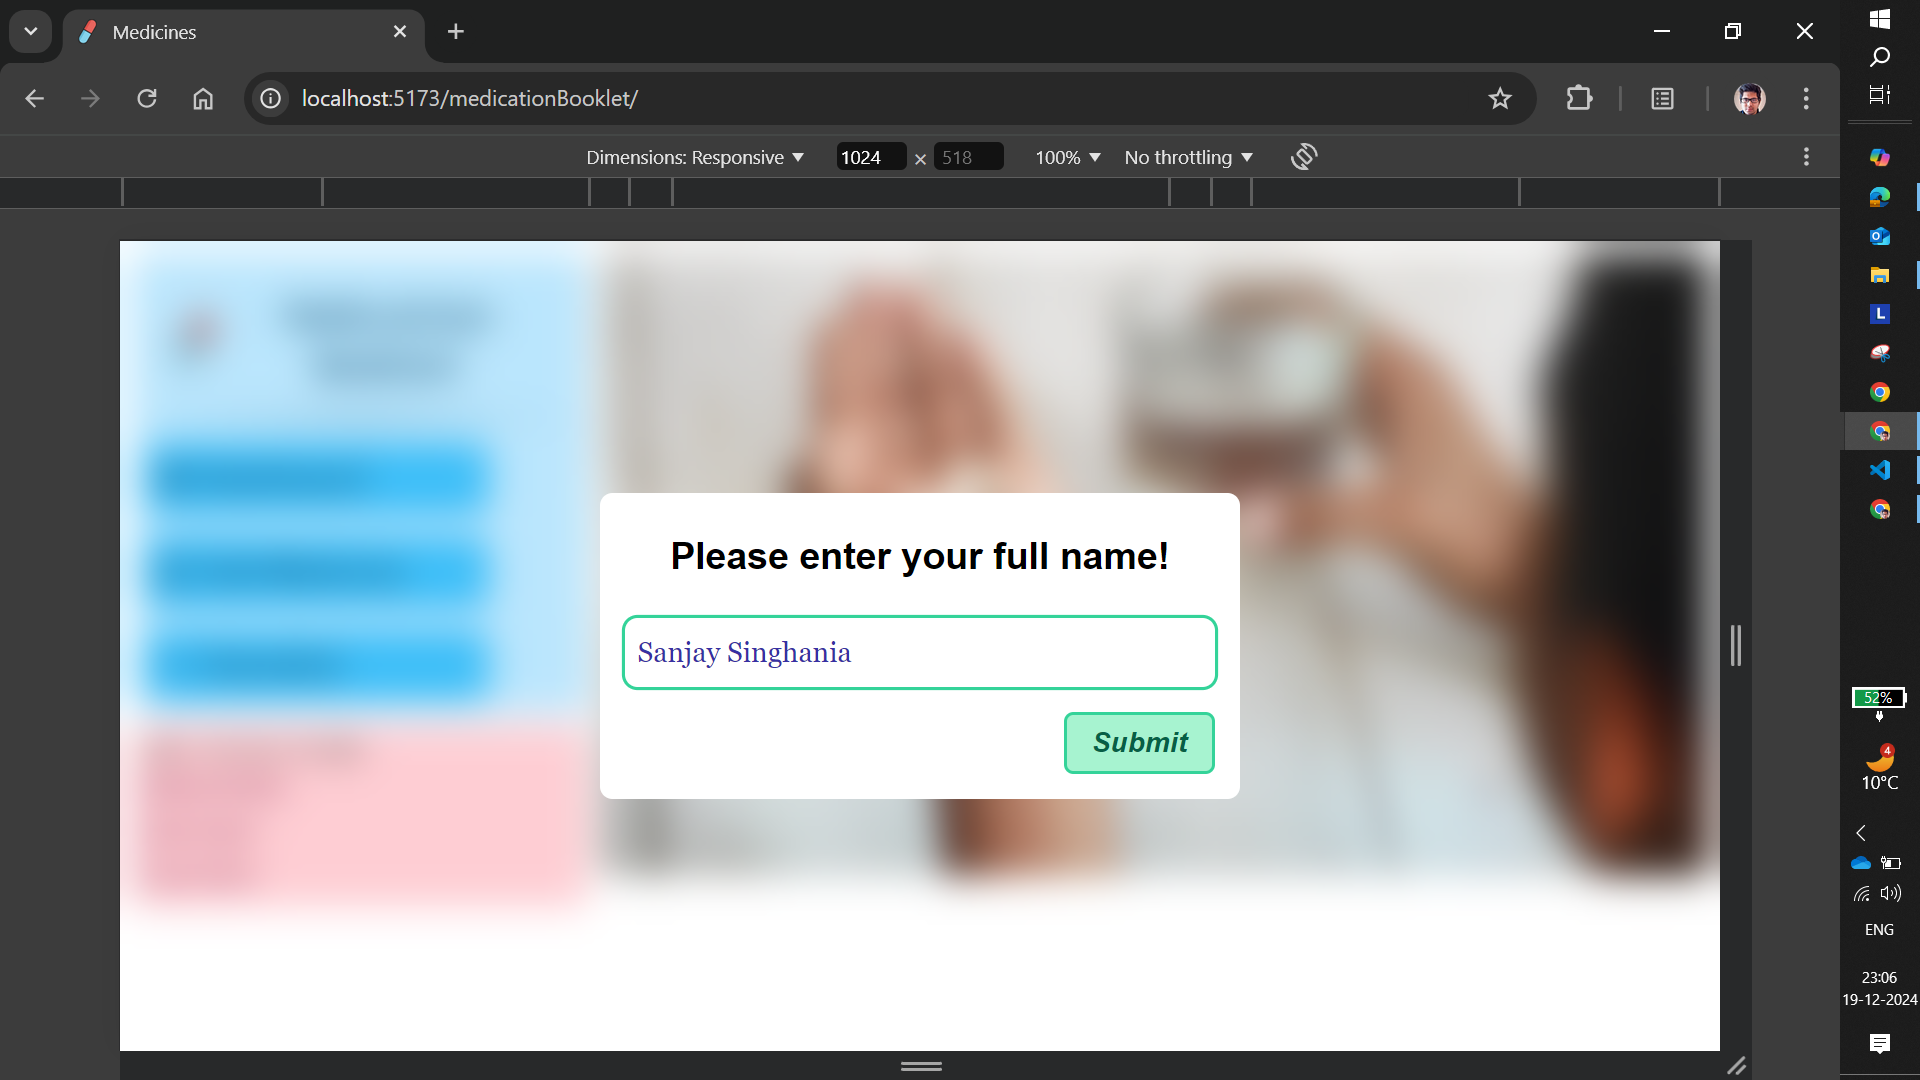 Medicines
localhost:5173/medicationBooklet/
Dimensions: Responsive 1024 × 518 100% No throttling
Please enter your full name!
Sanjay Singhania
Submit
L
52%
4
10°C
ENG
23:06
19-12-2024